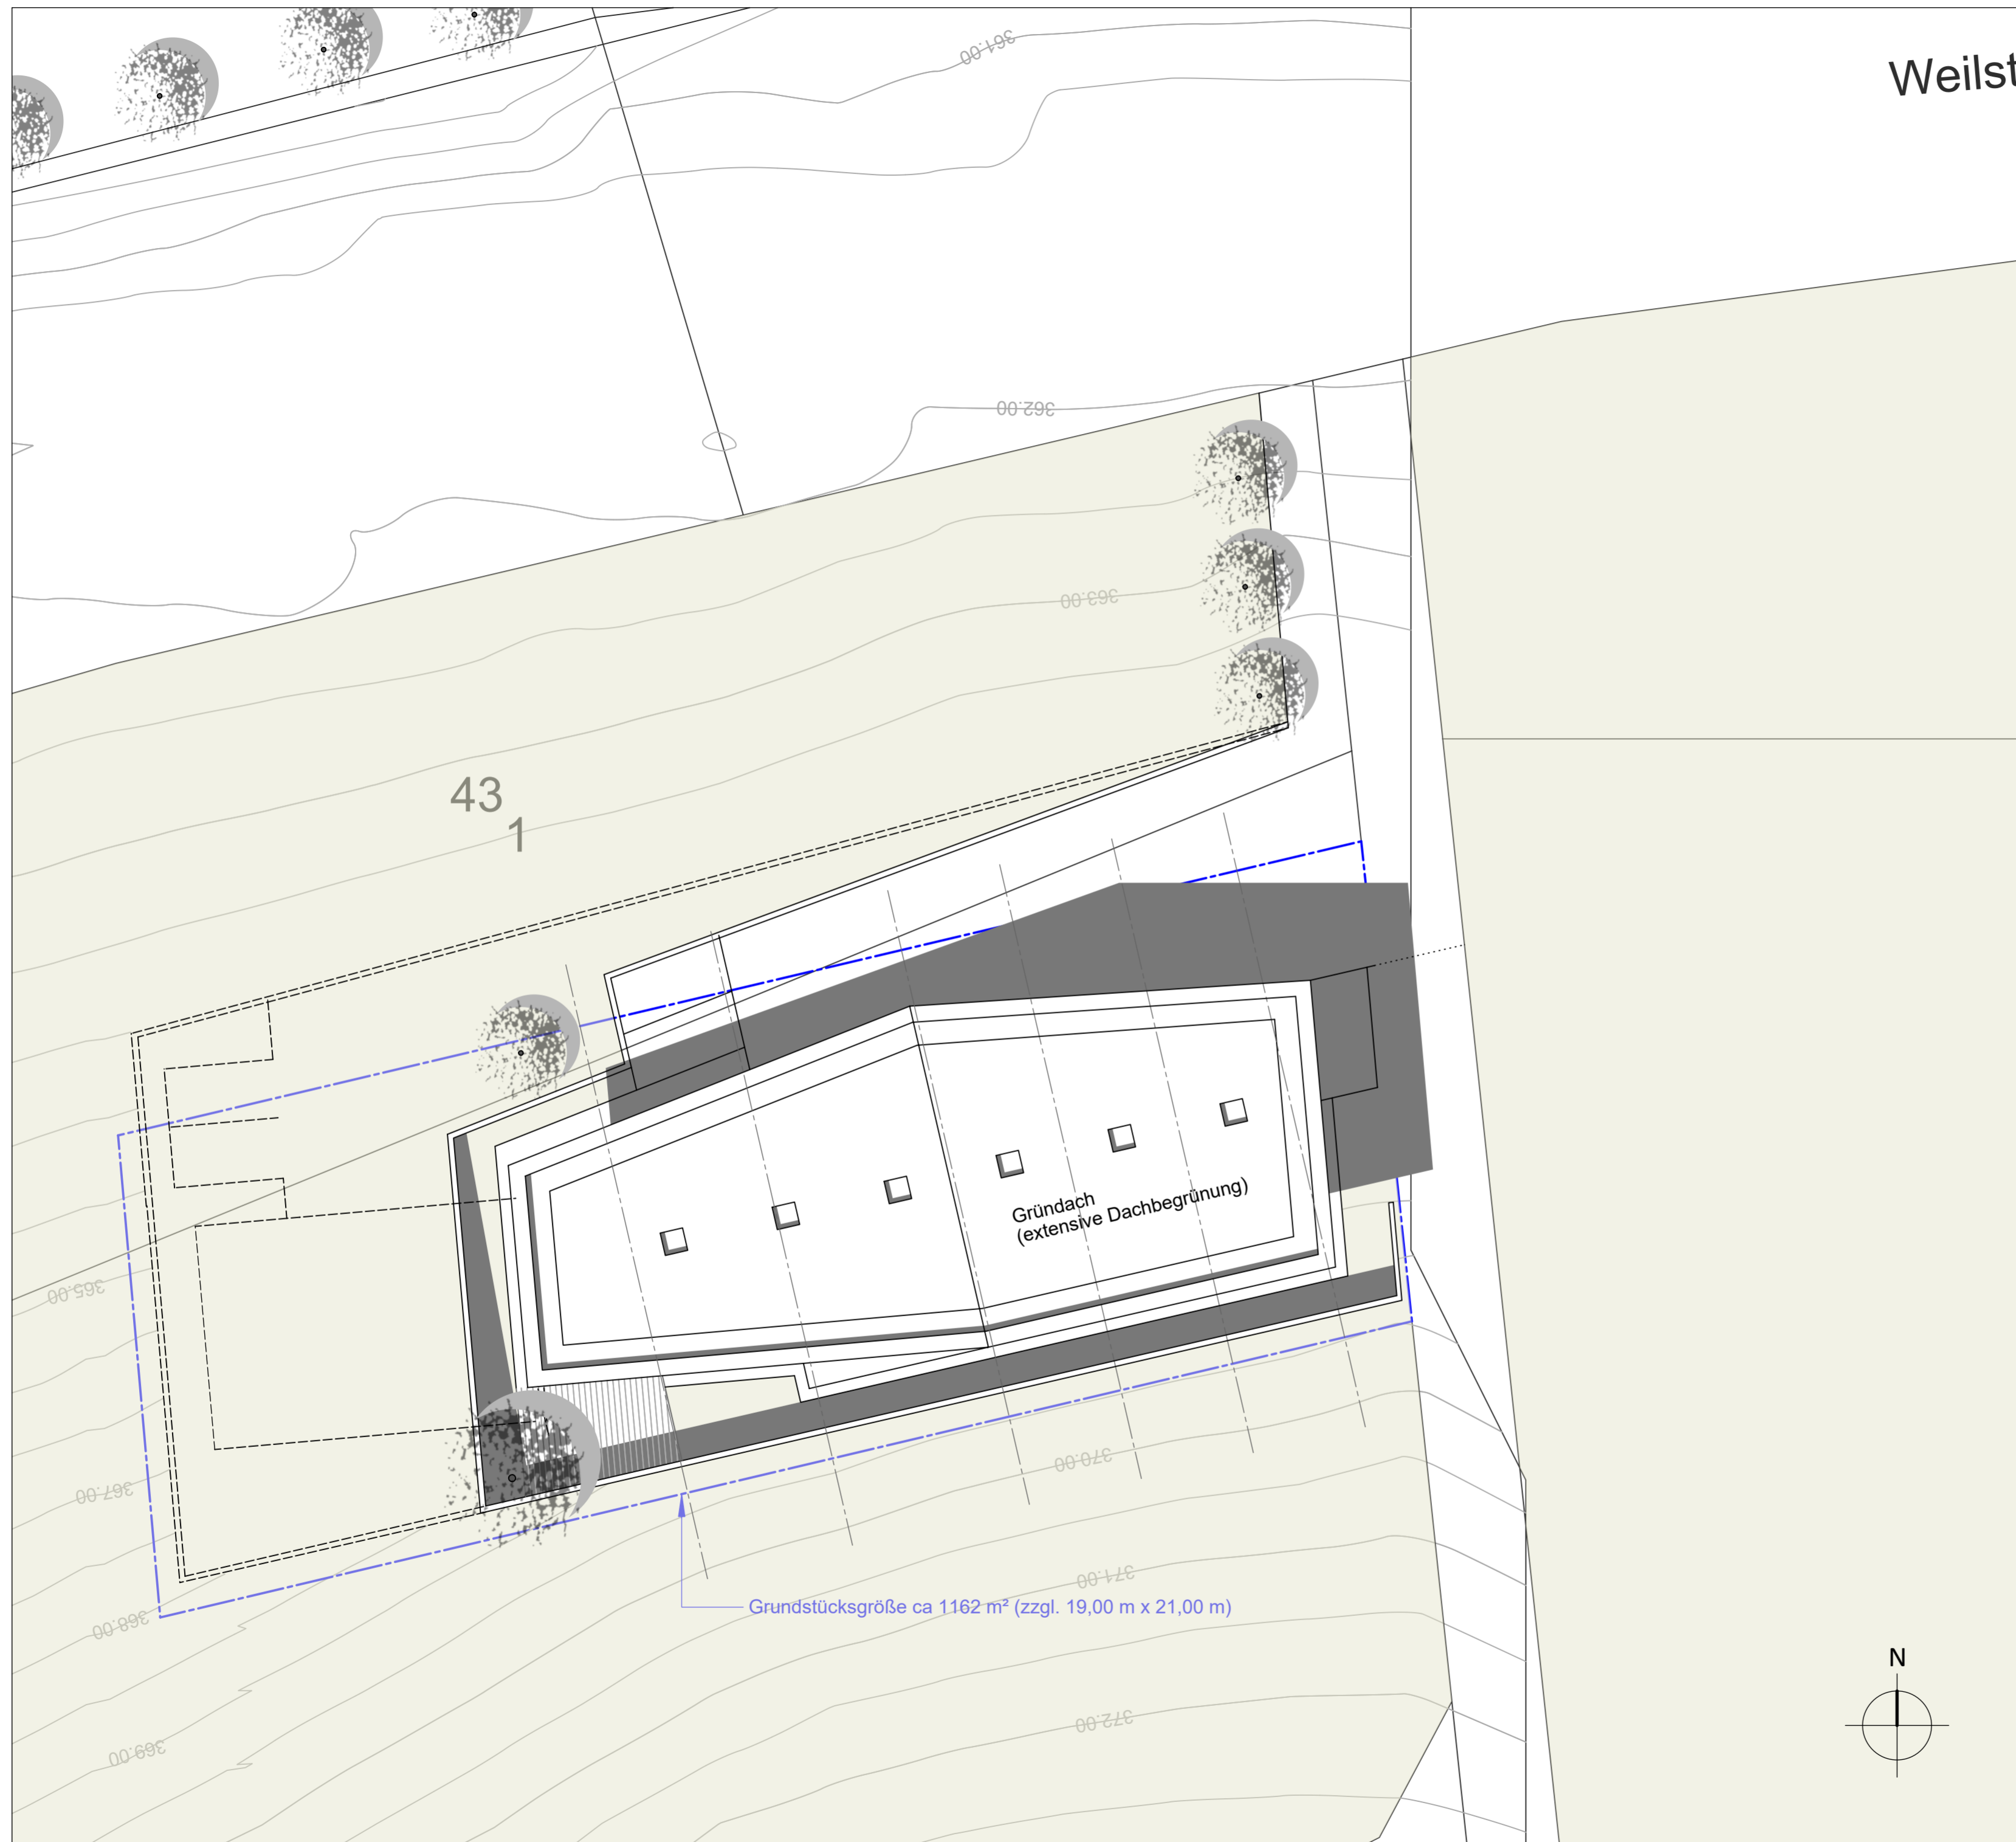 361.00
Weilst
362.00
363.00
43
1
Gründach
(extensive Dachbegrünung)
365.00
370.00
367.00
371.00
Grundstücksgröße ca 1162 m² (zzgl. 19,00 m x 21,00 m)
368.00
N
372.00
369.00